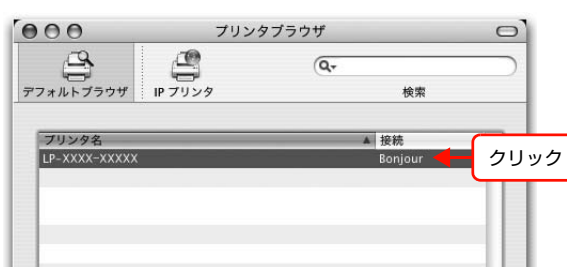 プリンタブラウザ
デフォルトブラウザ
IP プリンタ
検索
プリンタ名 接続
LP-XXXX-XXXXX Bonjour
クリック